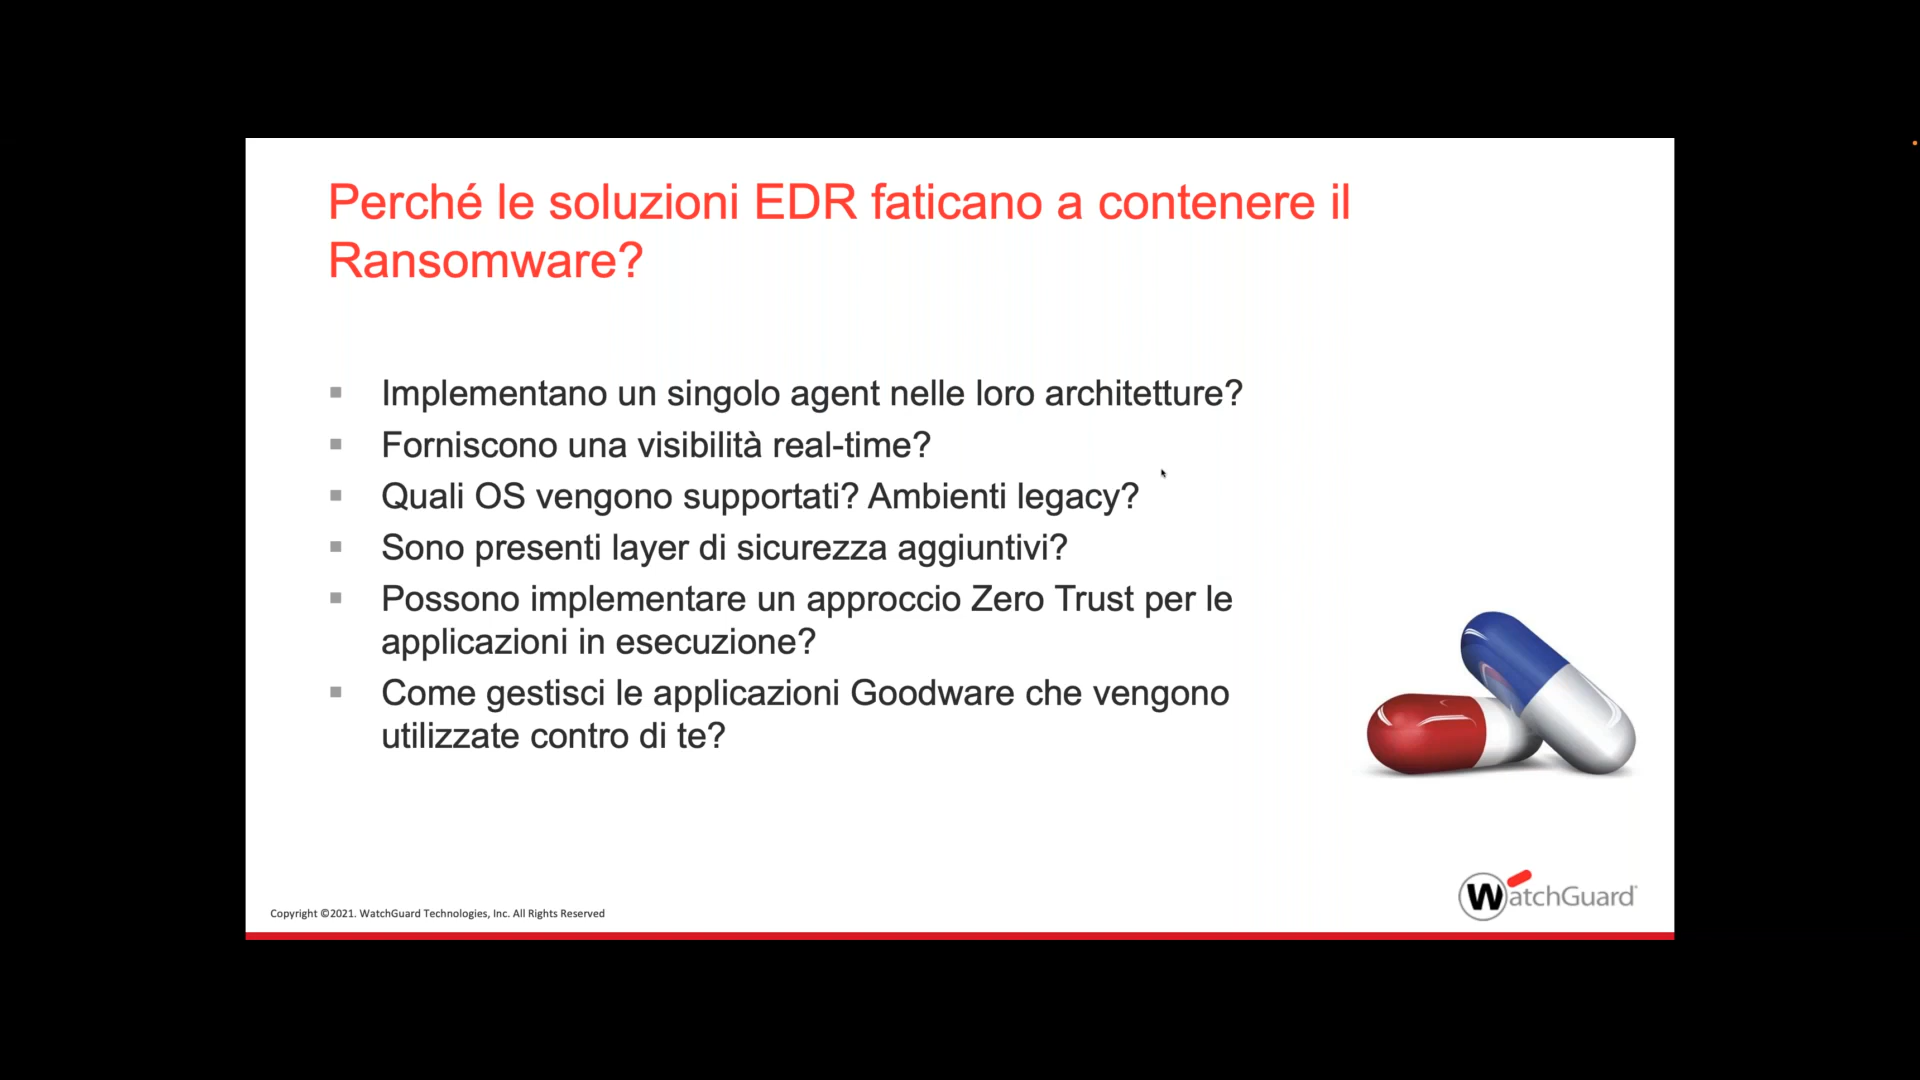 Perché le soluzioni EDR faticano a contenere il
Ransomware?
Implementano un singolo agent nelle loro architetture?
Forniscono una visibilità real-time?
Quali OS vengono supportati? Ambienti legacy?
Sono presenti layer di sicurezza aggiuntivi?
Possono implementare un approccio Zero Trust per le
applicazioni in esecuzione?
Come gestisci le applicazioni Goodware che vengono
utilizzate contro di te?
Copyright ©2021. WatchGuard Technologies, Inc. All Rights Reserved
WatchGuard